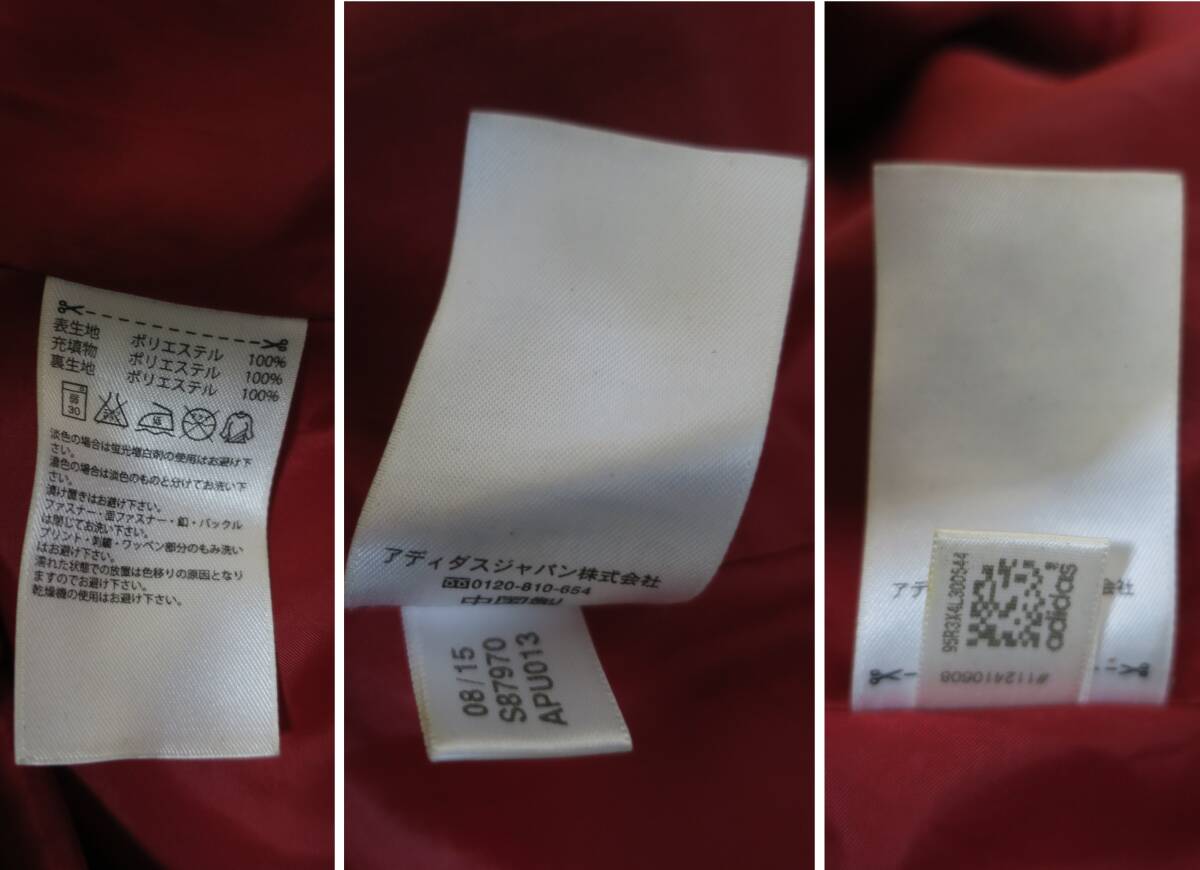 表生地 ポリエステル 100%
充填物 ポリエステル 100%
裏生地 ポリエステル 100%
弱
30
淡色の場合は蛍光増白剤の使用はお避け下
さい。
濃色の場合は淡色のものと分けてお洗い下
さい。
漬け置きはお避け下さい。
ファスナー・面ファスナー・釦・バックル
は閉じてお洗い下さい。
プリント・刺繍・ワッペン部分のもみ洗い
はお避け下さい。
濡れた状態での放置は色移りの原因となり
ますのでお避け下さい。
乾燥機の使用はお避け下さい。
アディダスジャパン株式会社
0120-810-654
中国製
08/15
S87970
APU013
アデ
会社
95R3X4L300544
adidas
#112410608